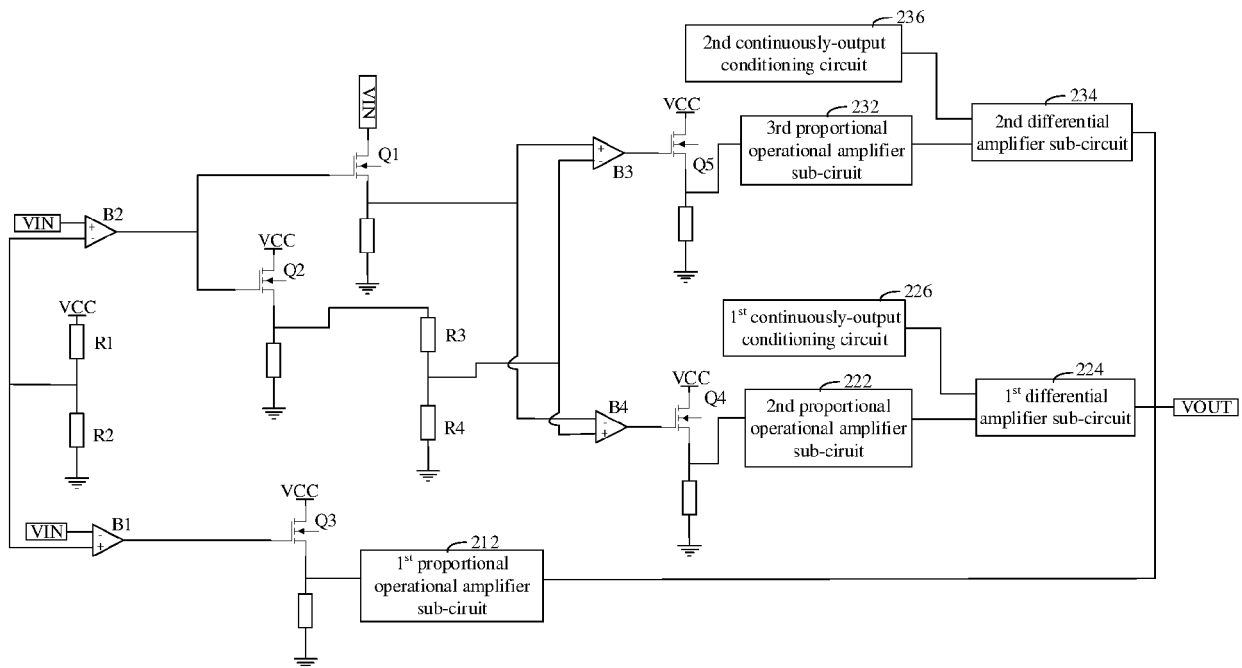 236
2nd continuously-output
conditioning circuit
VIN
VCC
232
3rd proportional
operational amplifier
sub-ciruit
234
2nd differential
amplifier sub-circuit
Q1
+
-
B3
Q5
VIN
+
-
B2
VCC
Q2
VCC
R1
R2
R3
R4
226
1st continuously-output
conditioning circuit
VCC
-
+
B4
Q4
222
2nd proportional
operational amplifier
sub-ciruit
224
1st differential
amplifier sub-circuit
VOUT
VIN
-
+
B1
VCC
Q3
212
1st proportional
operational amplifier
sub-ciruit